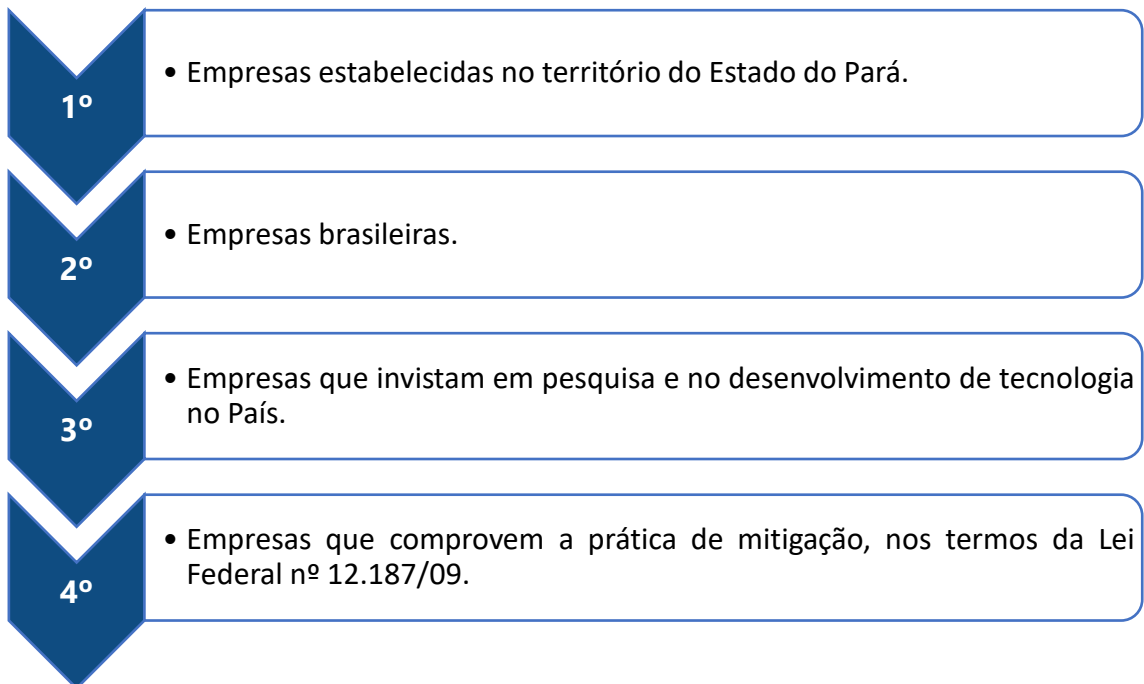 1º
• Empresas estabelecidas no território do Estado do Pará.
2º
• Empresas brasileiras.
3º
• Empresas que invistam em pesquisa e no desenvolvimento de tecnologia
no País.
4º
• Empresas que comprovem a prática de mitigação, nos termos da Lei
Federal nº 12.187/09.